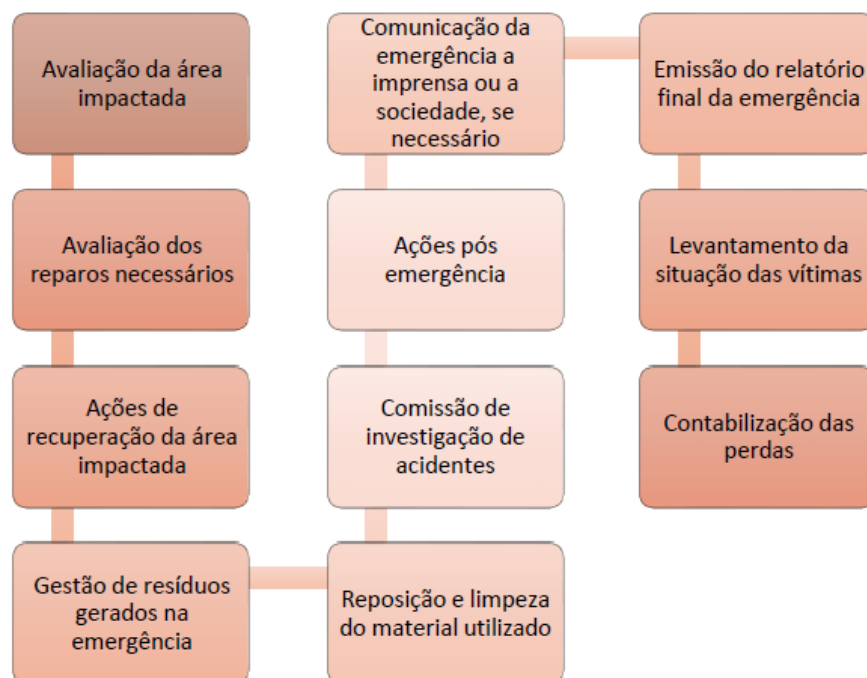 Avaliação da área
impactada
Avaliação dos
reparos necessários
Ações de
recuperação da área
impactada
Gestão de resíduos
gerados na
emergência
Reposição e limpeza
do material utilizado
Comissão de
investigação de
acidentes
Ações pós
emergência
Comunicação da
emergência a
imprensa ou a
sociedade, se
necessário
Emissão do relatório
final da emergência
Levantamento da
situação das vítimas
Contabilização das
perdas